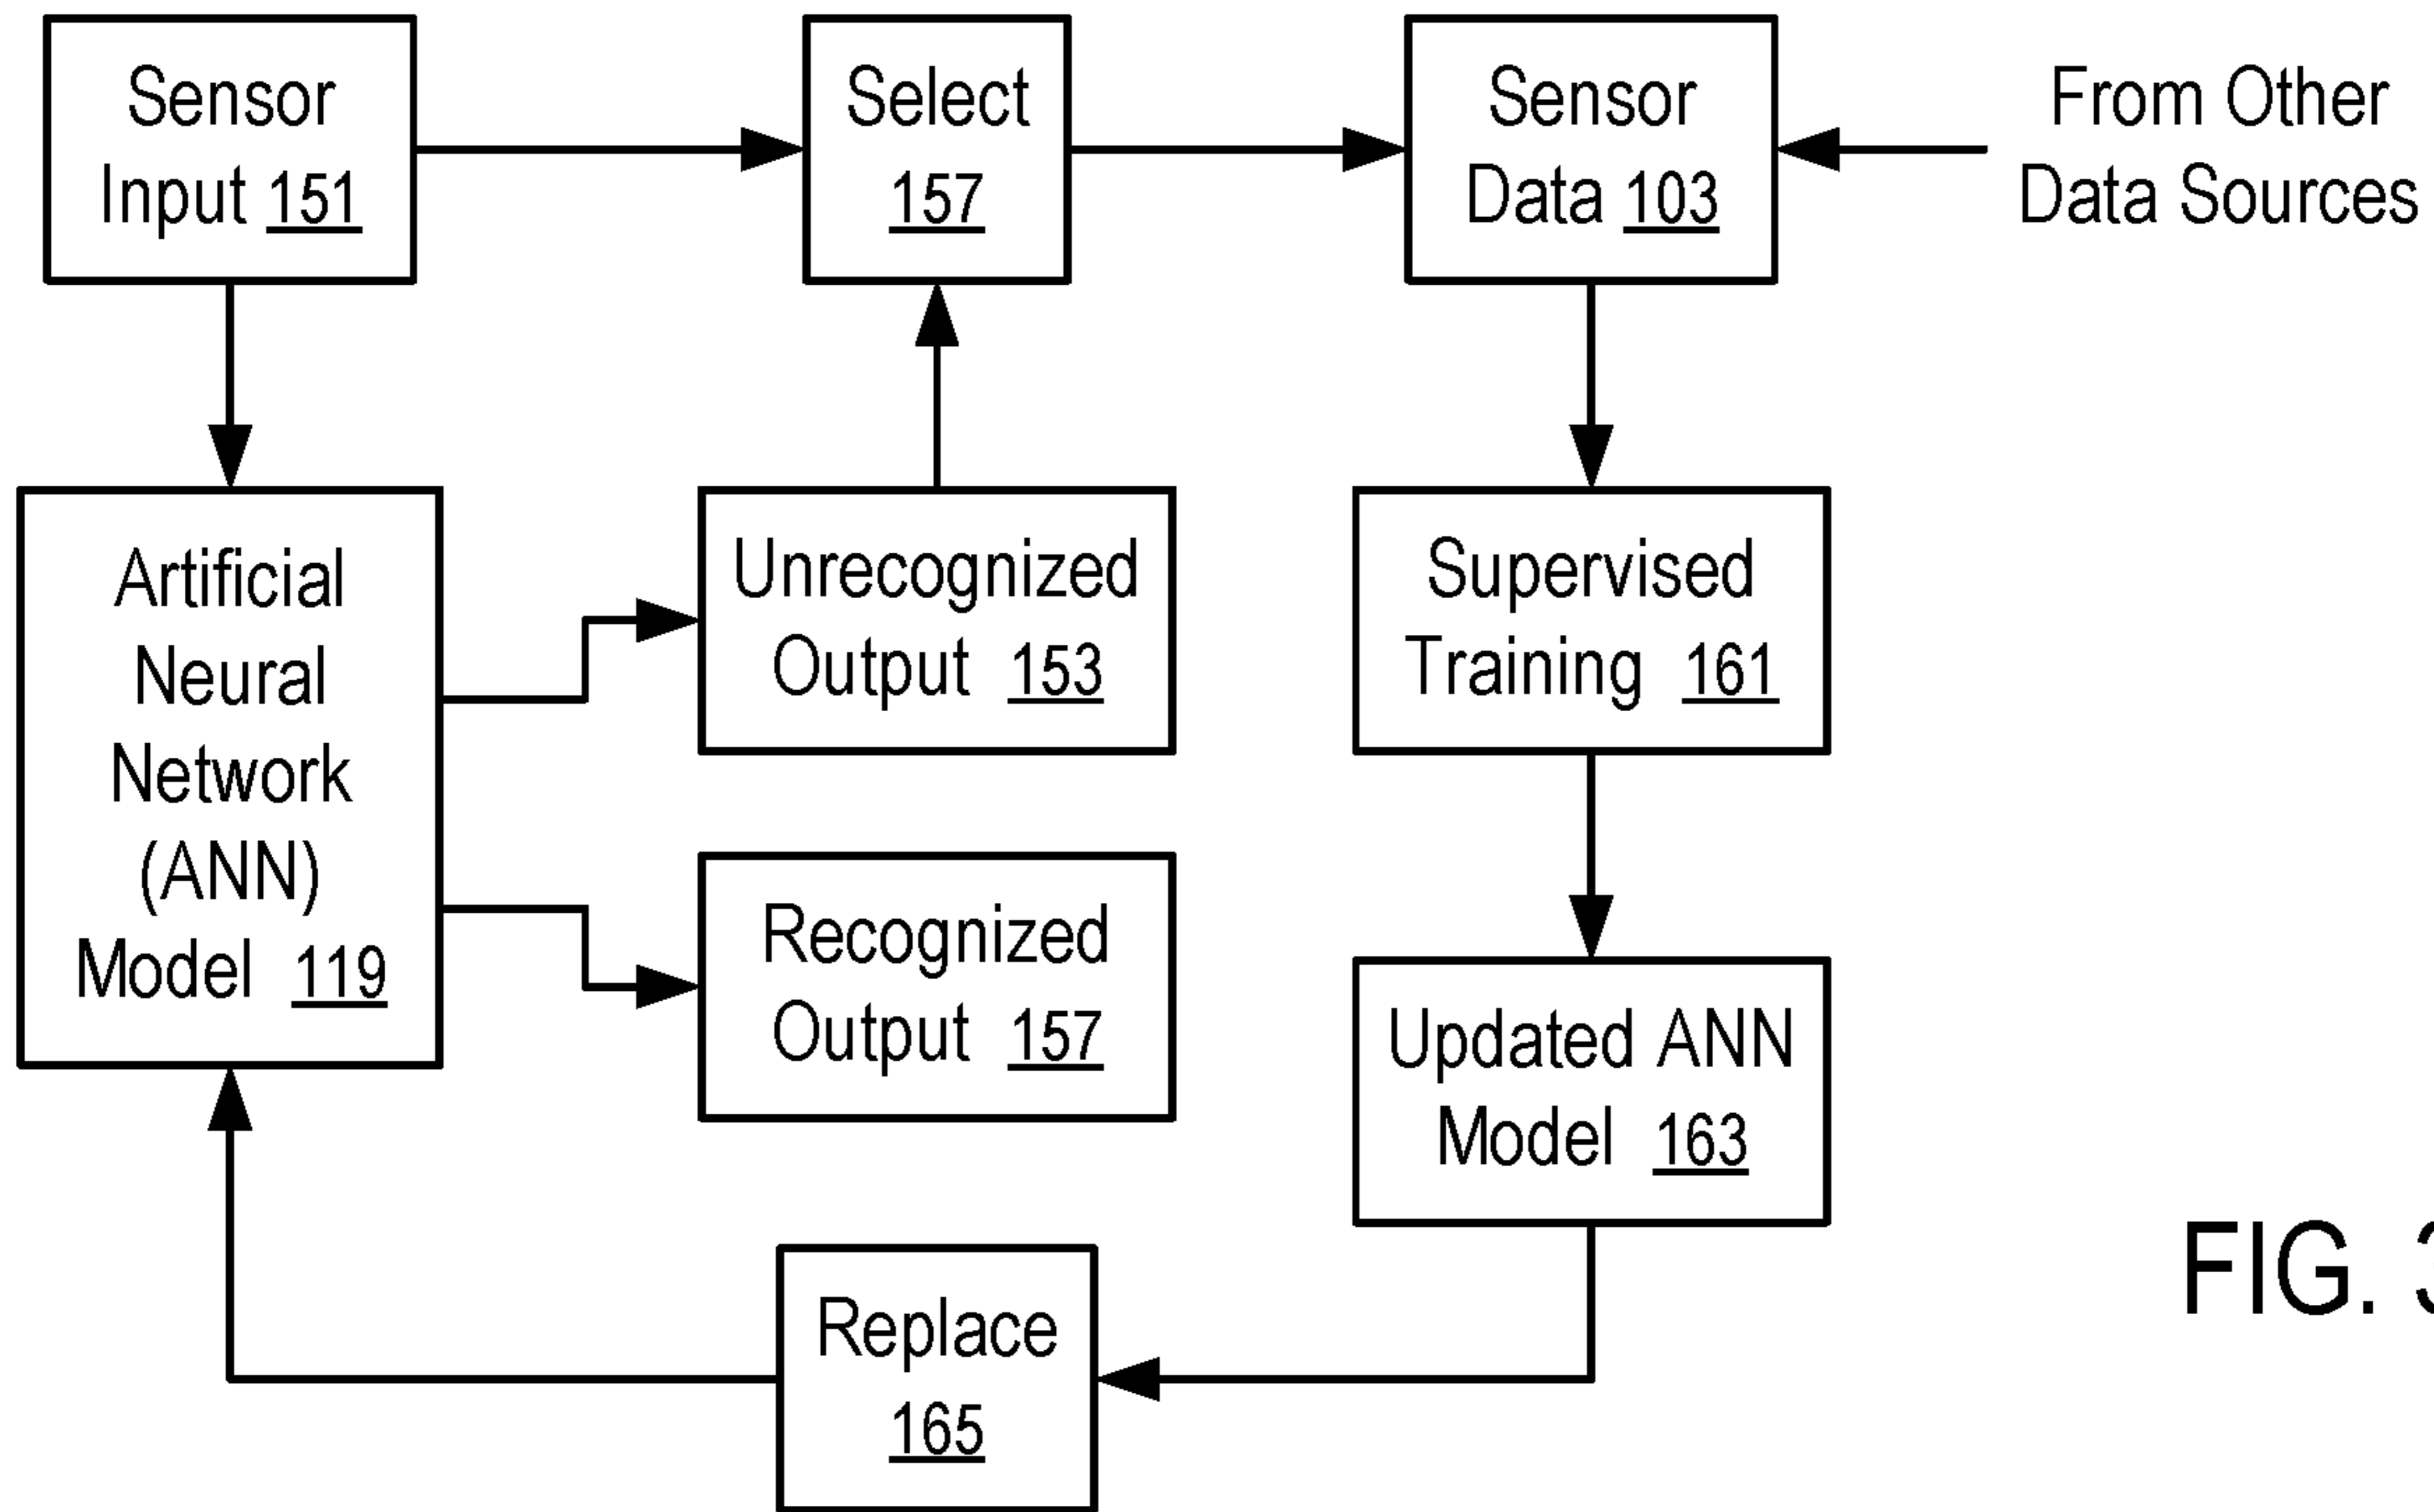 Sensor
Input 151
Select
157
Sensor
Data 103
From Other
Data Sources
Artificial
Neural
Network
(ANN)
Model 119
Unrecognized
Output 153
Supervised
Training 161
Recognized
Output 157
Updated ANN
Model 163
Replace
165
FIG. 3